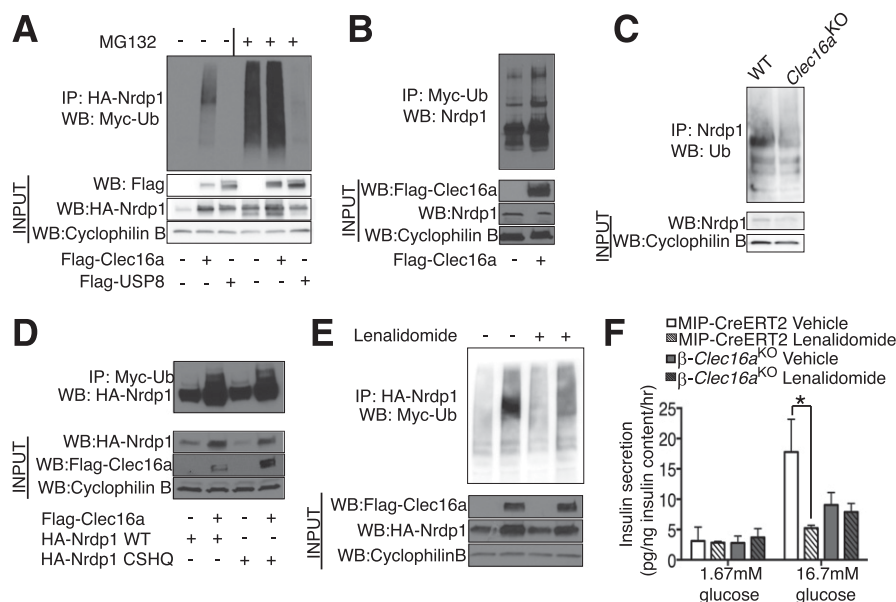 A
MG132 - - - + + +
IP: HA-Nrdp1
WB: Myc-Ub
INPUT
WB: Flag
WB:HA-Nrdp1
WB:Cyclophilin B
Flag-Clec16a - + - - + -
Flag-USP8 - - + - - +
B
IP: Myc-Ub
WB: Nrdp1
INPUT
WB:Flag-Clec16a
WB:Nrdp1
WB:Cyclophilin B
Flag-Clec16a - +
C
WT Clec16aKO
IP: Nrdp1
WB: Ub
INPUT
WB:Nrdp1
WB:Cyclophilin B
D
IP: Myc-Ub
WB: HA-Nrdp1
INPUT
WB:HA-Nrdp1
WB:Flag-Clec16a
WB:Cyclophilin B
Flag-Clec16a - + - +
HA-Nrdp1 WT + + - -
HA-Nrdp1 CSHQ - - + +
E
Lenalidomide - - + +
IP: HA-Nrdp1
WB: Myc-Ub
INPUT
WB:Flag-Clec16a
WB:HA-Nrdp1
WB:CyclophilinB
F
MIP-CreERT2 Vehicle
MIP-CreERT2 Lenalidomide
β-Clec16aKO Vehicle
β-Clec16aKO Lenalidomide
Insulin secretion
(pg/ng insulin content/hr)
25
20
15
10
5
0
*
1.67mM
glucose
16.7mM
glucose